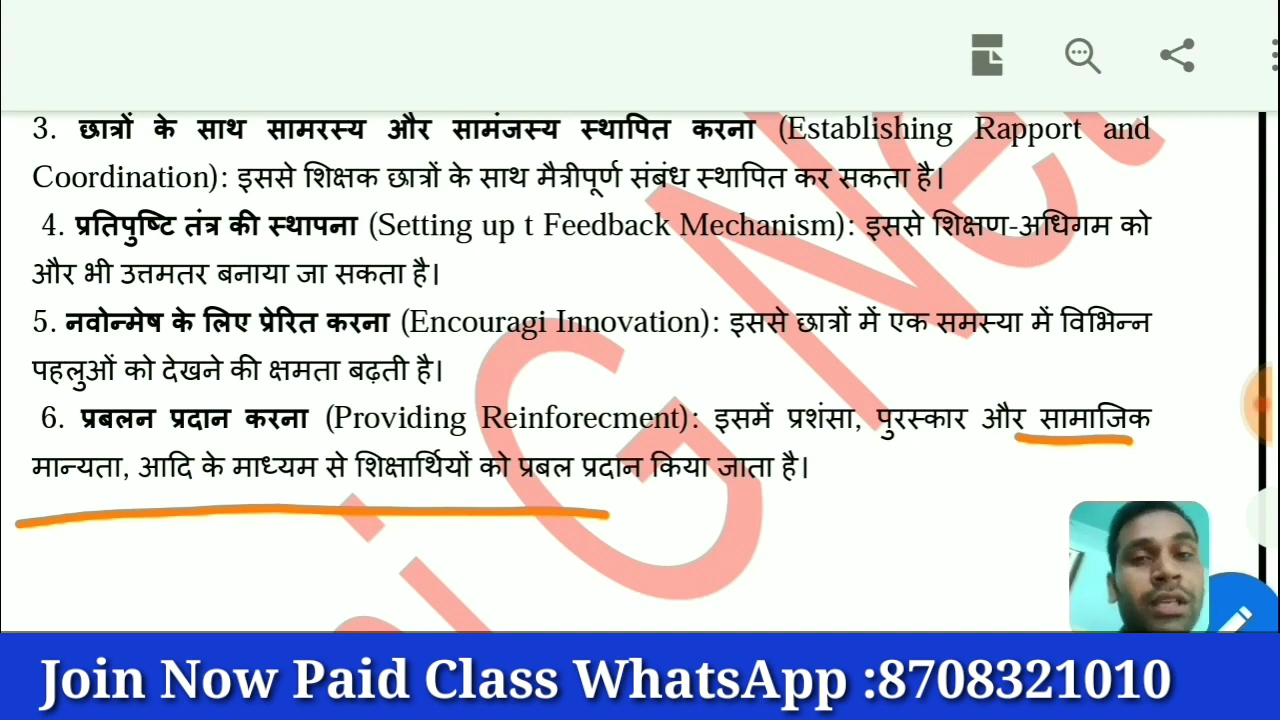 3. छात्रों के साथ सामरस्य और सामंजस्य स्थापित करना (Establishing Rapport and
Coordination): इससे शिक्षक छात्रों के साथ मैत्रीपूर्ण संबंध स्थापित कर सकता है।
4. प्रतिपुष्टि तंत्र की स्थापना (Setting up t Feedback Mechanism): इससे शिक्षण-अधिगम को
और भी उत्तमतर बनाया जा सकता है।
5. नवोन्मेष के लिए प्रेरित करना (Encouragi Innovation): इससे छात्रों में एक समस्या में विभिन्न
पहलुओं को देखने की क्षमता बढ़ती है।
6. प्रबलन प्रदान करना (Providing Reinforecment): इसमें प्रशंसा, पुरस्कार और सामाजिक
मान्यता, आदि के माध्यम से शिक्षार्थियों को प्रबल प्रदान किया जाता है।
i G Net
Join Now Paid Class WhatsApp :8708321010